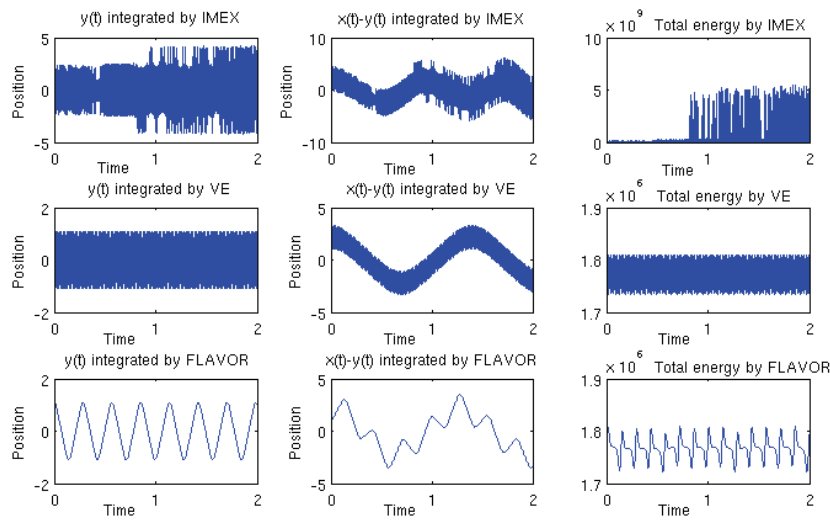 y(t) integrated by IMEX
5
0
-5
Position
0
1
2
Time
x(t)-y(t) integrated by IMEX
10
0
-10
Position
0
1
2
Time
× 10^9 Total energy by IMEX
10
5
0
0
1
2
Time
y(t) integrated by VE
2
0
-2
Position
0
1
2
Time
x(t)-y(t) integrated by VE
5
0
-5
Position
0
1
2
Time
× 10^6 Total energy by VE
1.9
1.8
1.7
0
1
2
Time
y(t) integrated by FLAVOR
2
0
-2
Position
0
1
2
Time
x(t)-y(t) integrated by FLAVOR
5
0
-5
Position
0
1
2
Time
× 10^6 Total energy by FLAVOR
1.9
1.8
1.7
0
1
2
Time